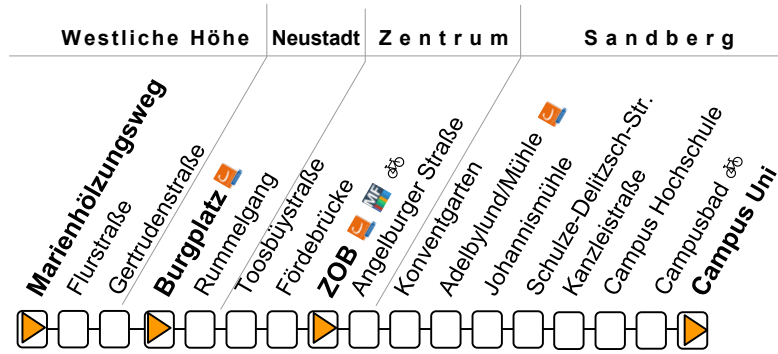 Westliche Höhe
Neustadt
Zentrum
Sandberg
Marienhölzungsweg
Flurstraße
Gertrudenstraße
Burgplatz
Rummelgang
Toosbüystraße
Fördebrücke
ZOB MF
Angelburger Straße
Konventgarten
Adelbylund/Mühle
Johannismühle
Schulze-Delitzsch-Str.
Kanzleistraße
Campus Hochschule
Campusbad
Campus Uni